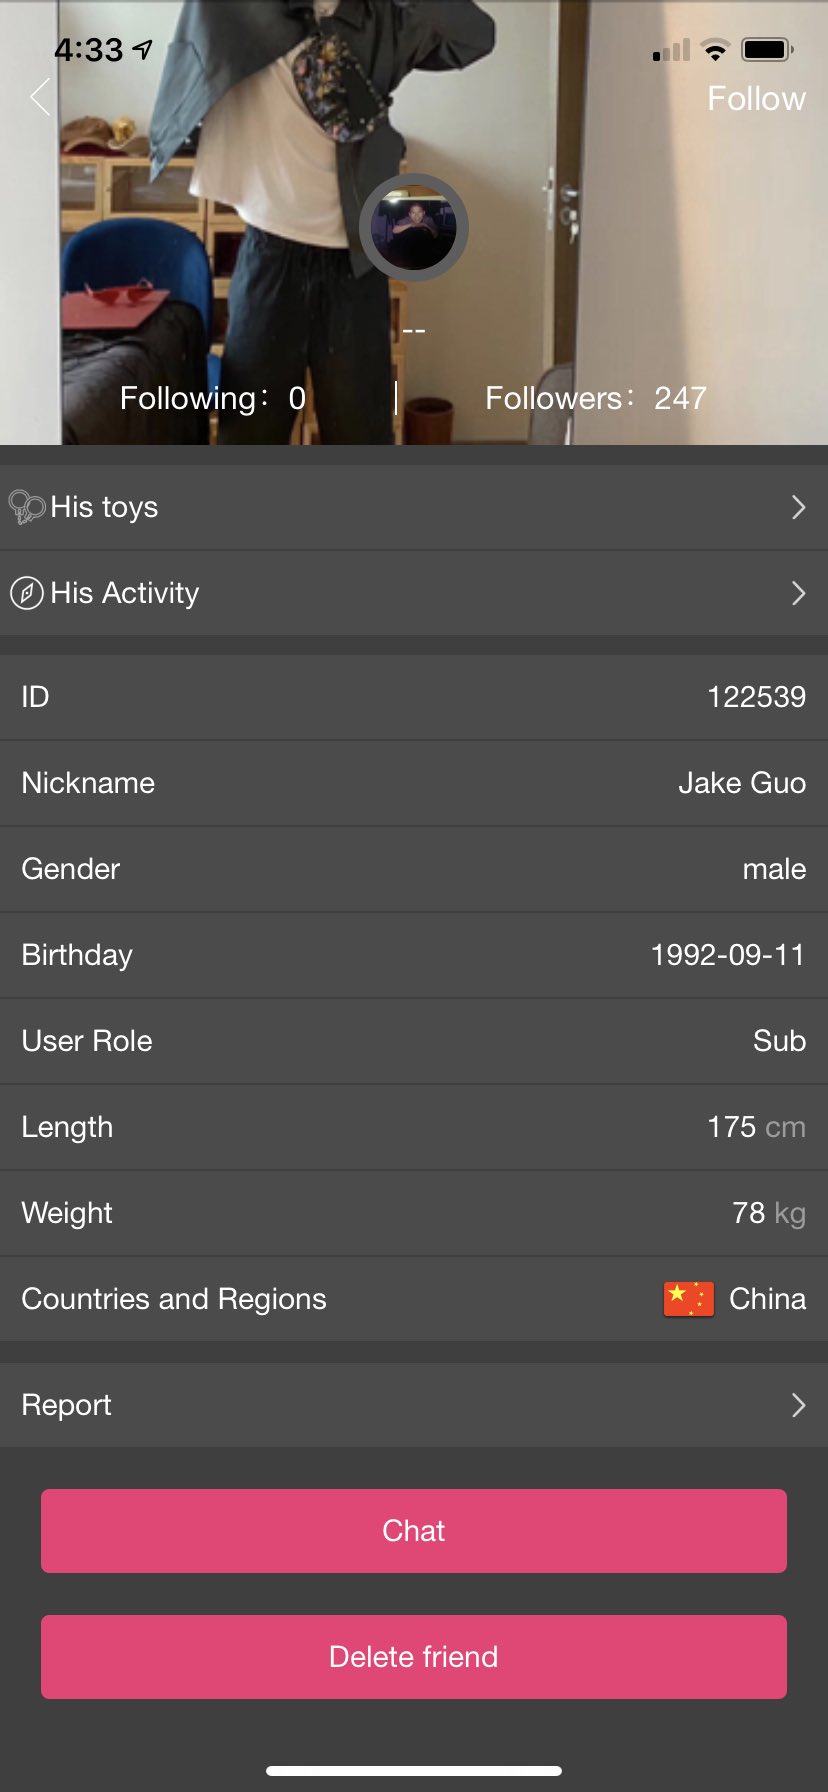 4:33
Follow
--
Following: 0 | Followers: 247
His toys
His Activity
ID 122539
Nickname Jake Guo
Gender male
Birthday 1992-09-11
User Role Sub
Length 175 cm
Weight 78 kg
Countries and Regions China
Report
Chat
Delete friend